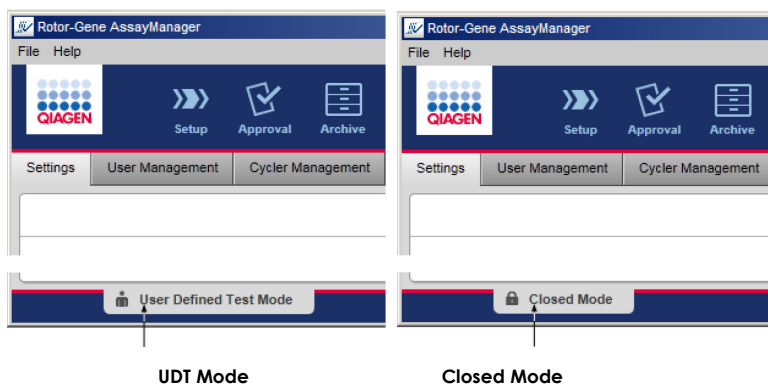 Rotor-Gene AssayManager
File Help
QIAGEN
Setup Approval Archive
Settings User Management Cycler Management
User Defined Test Mode
UDT Mode
Rotor-Gene AssayManager
File Help
QIAGEN
Setup Approval Archive
Settings User Management Cycler Management
Closed Mode
Closed Mode